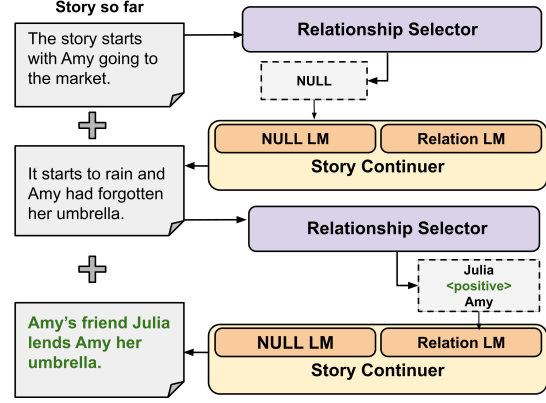 Story so far
The story starts
with Amy going to
the market.
Relationship Selector
NULL
NULL LM
Relation LM
Story Continuer
It starts to rain and
Amy had forgotten
her umbrella.
Relationship Selector
Julia
<positive>
Amy
Amy's friend Julia
lends Amy her
umbrella.
NULL LM
Relation LM
Story Continuer